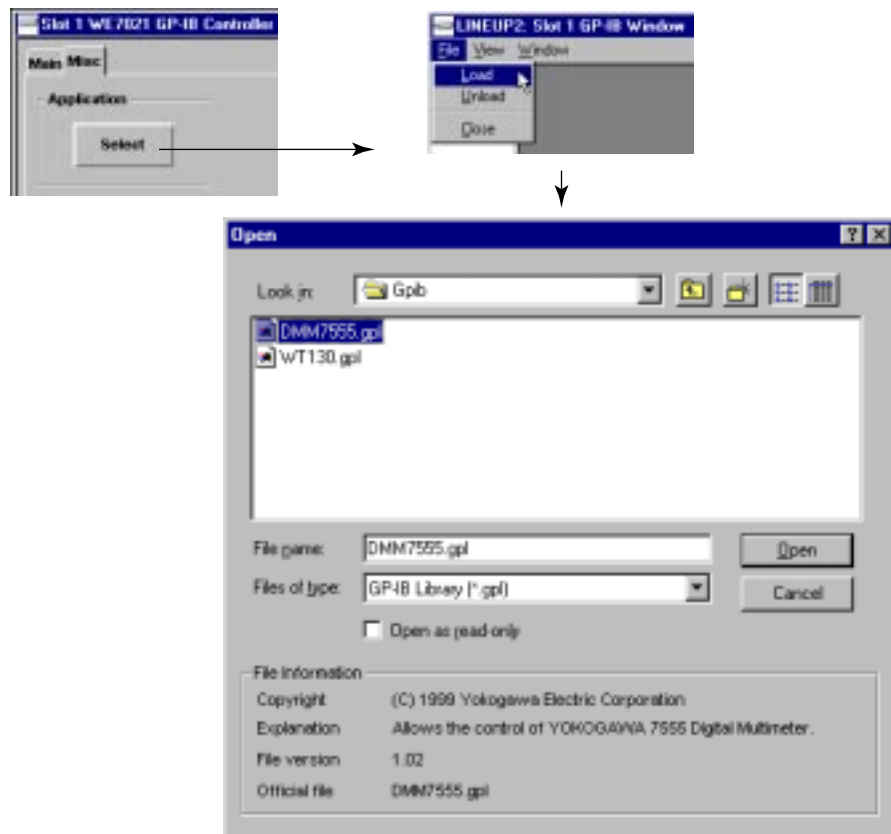 Slot 1 WE7021 GP-IB Controller
Main Misc
Application
Select
LINEUP2: Slot 1 GP-IB Window
File View Window
Load
Unload
Close
Open
Look in: Gpib
DMM7555.gpl
WT130.gpl
File name: DMM7555.gpl Open
Files of type: GP-IB Library (*.gpl) Cancel
Open as read-only
File Information
Copyright (C) 1999 Yokogawa Electric Corporation
Explanation Allows the control of YOKOGAWA 7555 Digital Multimeter.
File version 1.02
Official file DMM7555.gpl